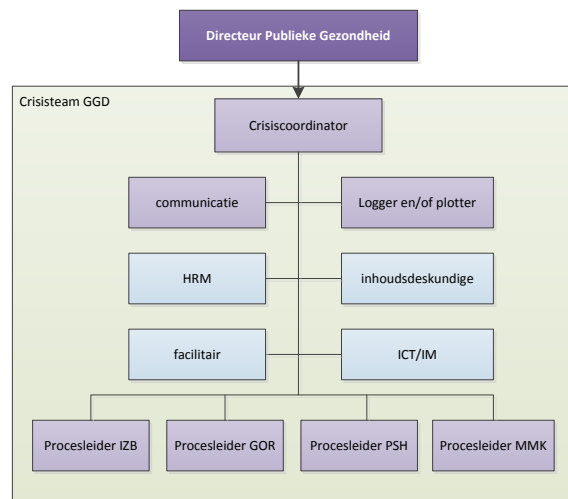 Directeur Publieke Gezondheid
Crisisteam GGD
Crisiscoordinator
communicatie
Logger en/of plotter
HRM
inhoudsdeskundige
facilitair
ICT/IM
Procesleider IZB
Procesleider GOR
Procesleider PSH
Procesleider MMK